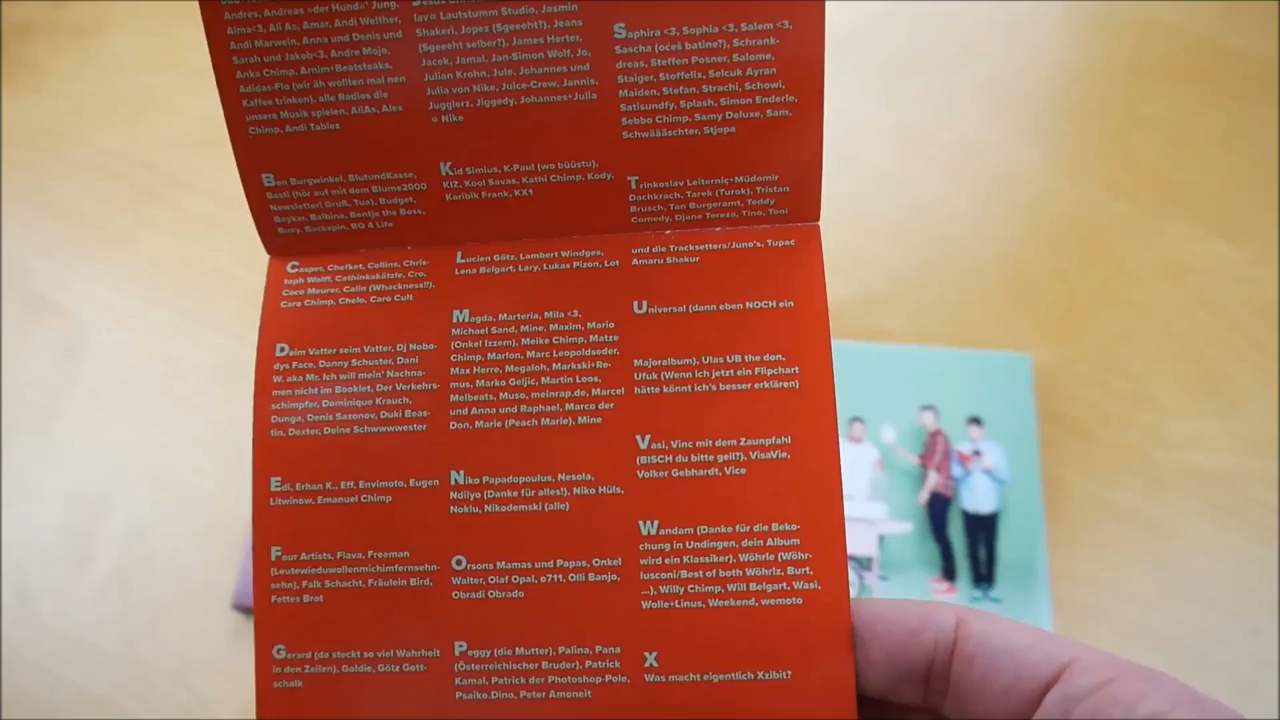 Andres, Andreas »der Hund«' Jung,
Alma<3, Ali As, Amar, Andi Welther,
Andi Marwein, Anna und Denis und
Sarah und Jakob<3, Andre Mojo,
Anka Chimp, Arnim+Beatsteaks,
Adidas-Flo (wir äh wollten mal nen
Kaffee trinken), alle Radios die
unsere Musik spielen, AllAs, Alex
Chimp, Andi Tablez
Ben Burgwinkel, BlutundKasse,
Basti (hör auf mit dem Blume2000
Newsletter! Gruß, Tua), Budget,
Baykar, Balbina, Bentje the Boss,
Busy, Backspin, BQ 4 Life
Casper, Chefket, Collins, Chris-
toph Wolff, Cathinkakätzle, Cro,
Coco Meurer, Calin (Whackness!!),
Caro Chimp, Chelo, Caro Cult
Deim Vatter seim Vatter, Dj Nobo-
dys Face, Danny Schuster, Dani
W. aka Mr. Ich will mein' Nachna-
men nicht im Booklet, Der Verkehrs-
schimpfer, Dominique Krauch,
Dunga, Denis Sazonov, Duki Beas-
tin, Dexter, Deine Schwwwwester
Edi, Erhan K., Eff, Envimoto, Eugen
Litwinow, Emanuel Chimp
Four Artists, Flava, Freeman
(Leutewieduwollenmichimfernsehn-
sehn), Falk Schacht, Fräulein Bird,
Fettes Brot
Gerard (da steckt so viel Wahrheit
in den Zeilen), Goldie, Götz Gott-
schalk
Jesus
lav@ Lautstumm Studio, Jasmin
Shakeri, Jopez (Sgeeeht?), Jeans
(Sgeeeht selber?), James Herter,
Jacek, Jamal, Jan-Simon Wolf, Jo,
Julian Krohn, Jule, Johannes und
Julia von Nike, Juice-Crew, Jannis,
Jugglerz, Jiggedy, Johannes+Julia
@ Nike
Kid Simius, K-Paul (wo büüstu),
KIZ, Kool Savas, Kathi Chimp, Kody,
Karibik Frank, KX1
Lucien Götz, Lambert Windges,
Lena Belgart, Lary, Lukas Pizon, Lot
Magda, Marteria, Mila <3,
Michael Sand, Mine, Maxim, Mario
(Onkel Izzem), Meike Chimp, Matze
Chimp, Marlon, Marc Leopoldseder,
Max Herre, Megaloh, Markski+Re-
mus, Marko Geljic, Martin Loos,
Melbeats, Muso, meinrap.de, Marcel
und Anna und Raphael, Marco der
Don, Marie (Peach Marie), Mine
Niko Papadopoulus, Nesola,
Ndilyo (Danke für alles!), Niko Hüls,
Noklu, Nikodemski (alle)
Orsons Mamas und Papas, Onkel
Walter, Olaf Opal, o711, Olli Banjo,
Obradi Obrado
Peggy (die Mutter), Palina, Pana
(Österreichischer Bruder), Patrick
Kamal, Patrick der Photoshop-Pole,
Psaiko.Dino, Peter Amoneit
Saphira <3, Sophia <3, Salem <3,
Sascha (oćeš batine?), Schrank-
dreas, Steffen Posner, Salome,
Staiger, Stoffelix, Selcuk Ayran
Maiden, Stefan, Strachi, Schowi,
Satisundfy, Splash, Simon Enderle,
Sebbo Chimp, Samy Deluxe, Sam,
Schwäääschter, Stjopa
Trinkoslav Leiterniç+Müdomir
Dachkrach, Tarek (Turok), Tristan
Brusch, Tan Burgeramt, Teddy
Comedy, Djane Tereza, Tino, Toni
und die Tracksetters/Juno's, Tupac
Amaru Shakur
Universal (dann eben NOCH ein
Majoralbum), Ulas UB the don,
Ufuk (Wenn ich jetzt ein Flipchart
hätte könnt ich's besser erklären)
Vasi, Vinc mit dem Zaunpfahl
(BISCH du bitte geil?), VisaVie,
Volker Gebhardt, Vice
Wandam (Danke für die Beko-
chung in Undingen, dein Album
wird ein Klassiker), Wöhrle (Wöhr-
lusconi/Best of both Wöhrlz, Burt,
...), Willy Chimp, Will Belgart, Wasi,
Wolle+Linus, Weekend, wemoto
X
Was macht eigentlich Xzibit?